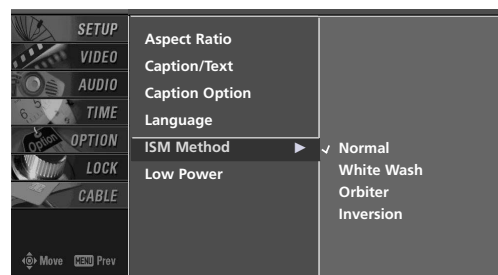 SETUP
VIDEO
AUDIO
TIME
OPTION
LOCK
CABLE
Move MENU Prev
Aspect Ratio
Caption/Text
Caption Option
Language
ISM Method ▶
Low Power
✓ Normal
White Wash
Orbiter
Inversion